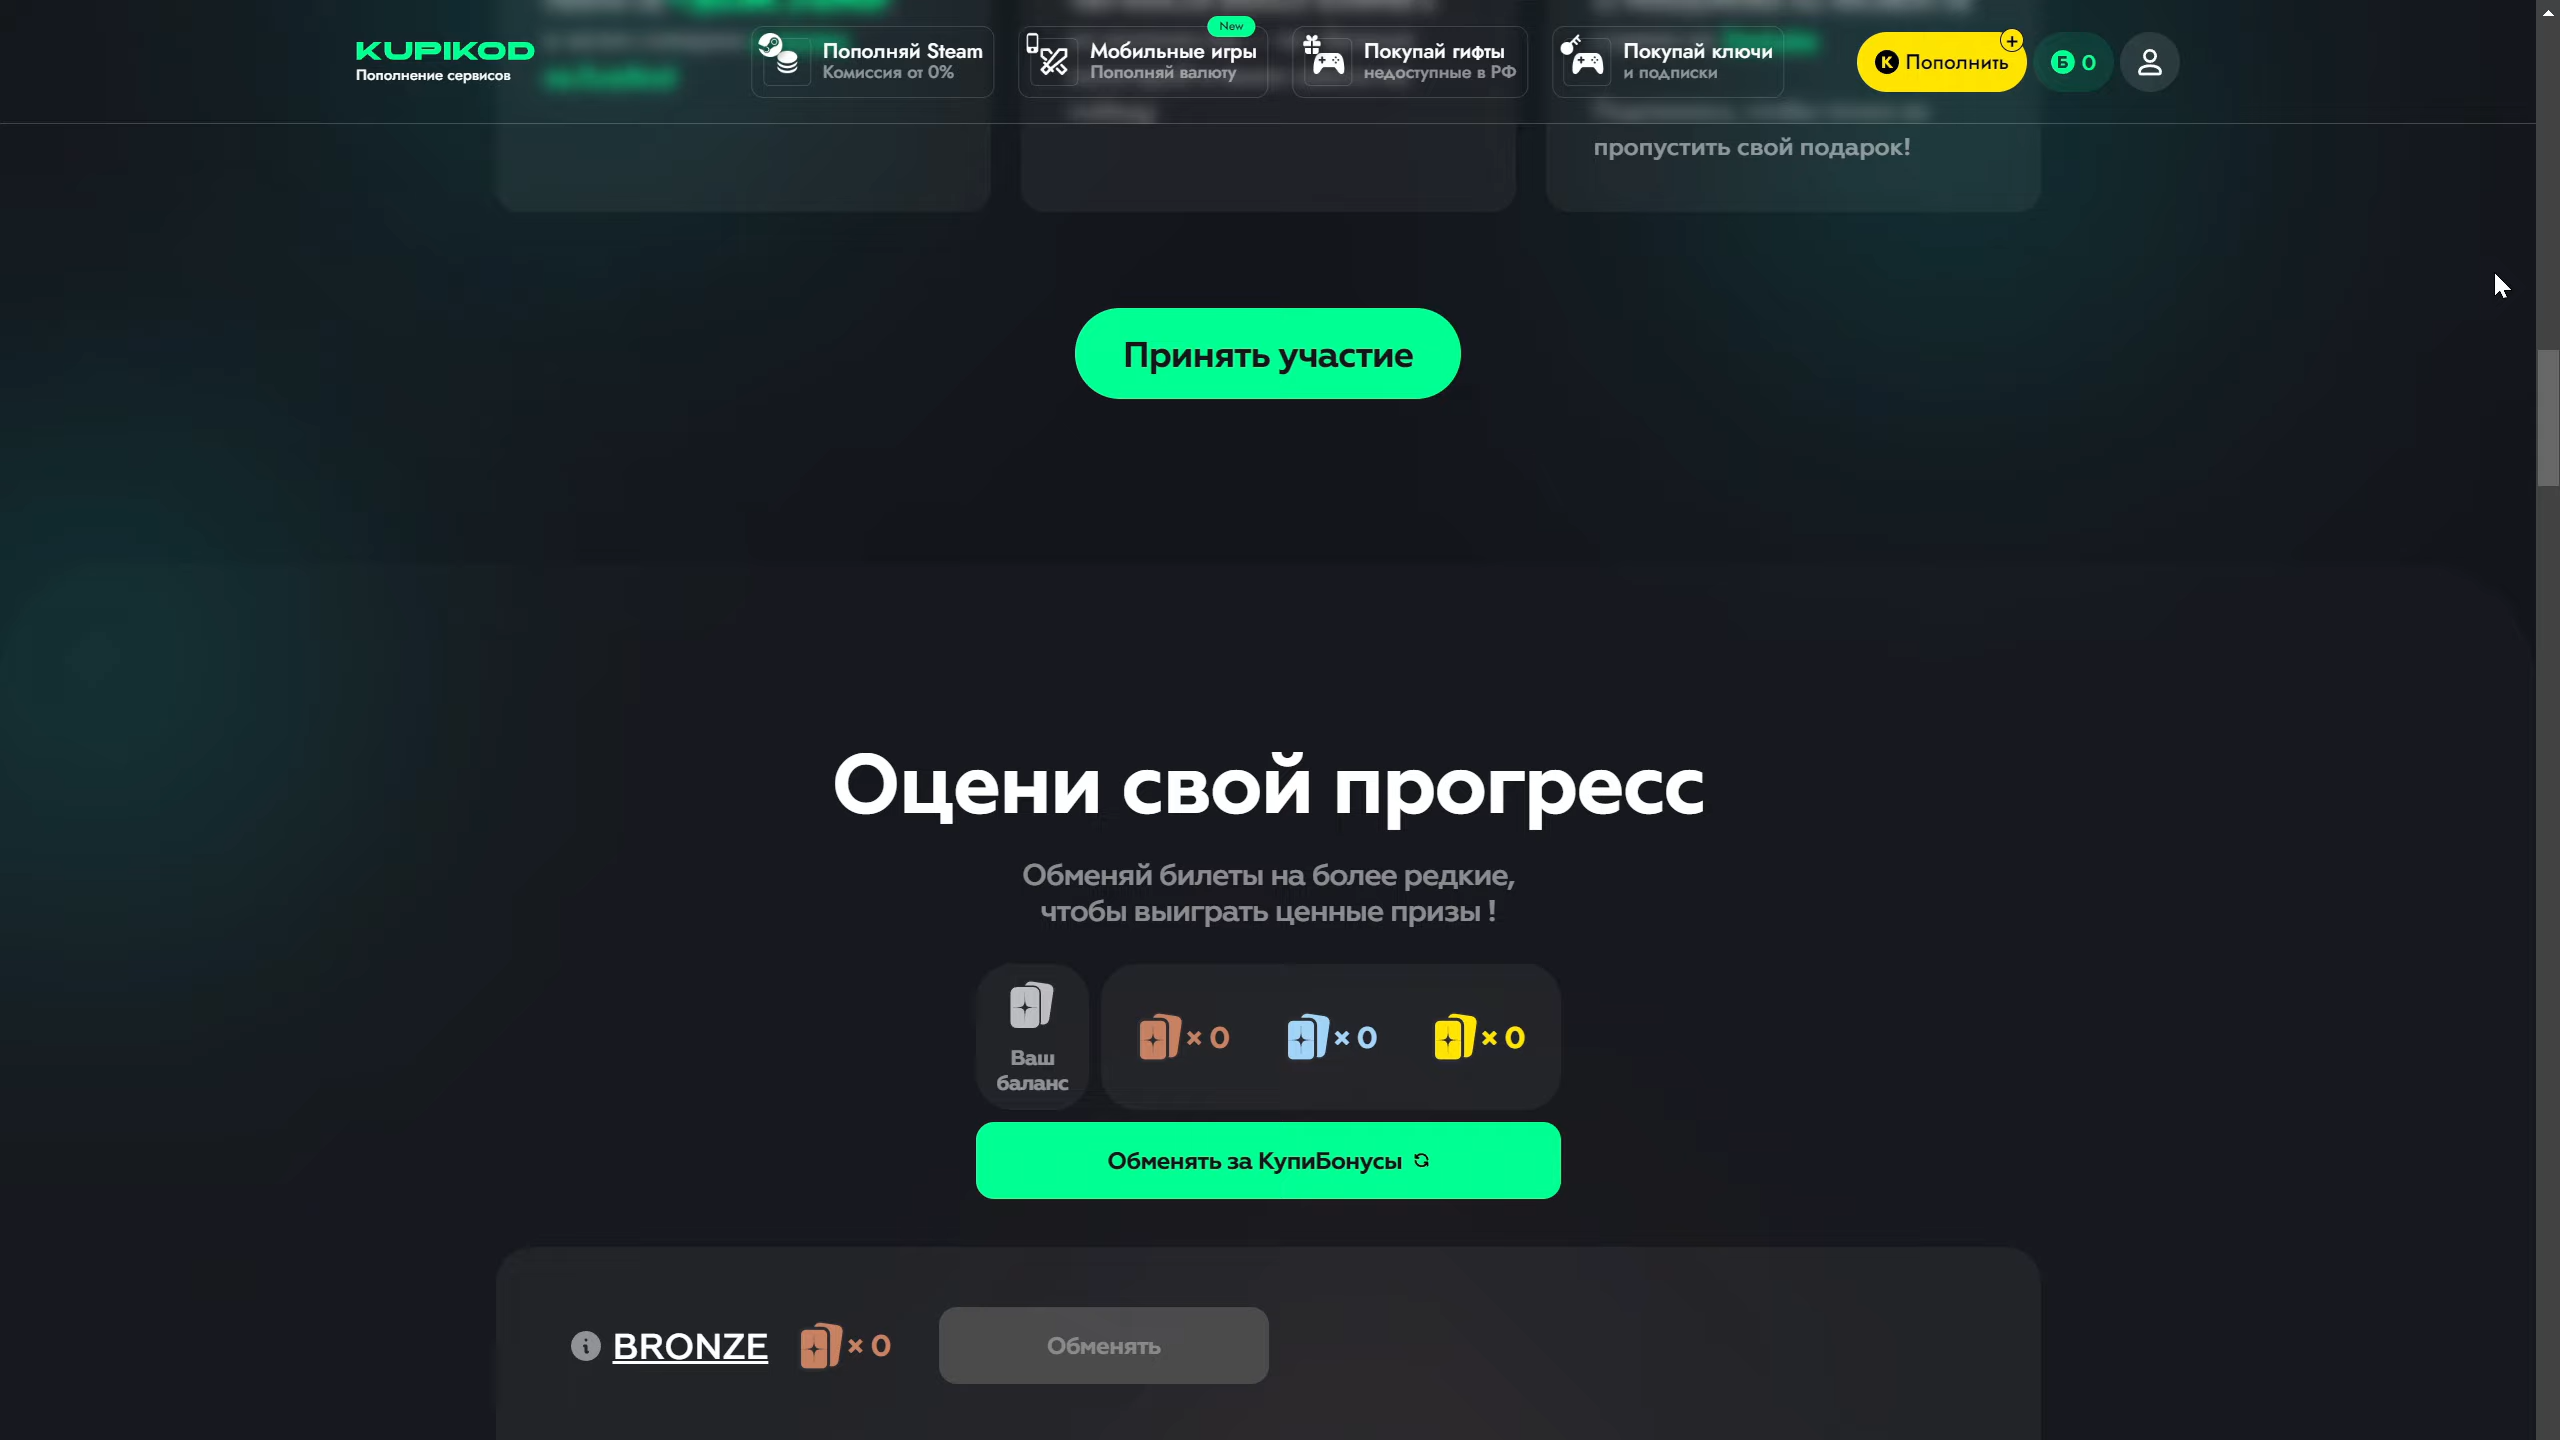 KUPIKOD
Пополнение сервисов
Пополняй Steam
Комиссия от 0%
New
Мобильные игры
Пополняй валюту
Покупай гифты
недоступные в РФ
Покупай ключи
и подписки
К Пополнить +
Б 0
пропустить свой подарок!
Принять участие
Оцени свой прогресс
Обменяй билеты на более редкие,
чтобы выиграть ценные призы !
Ваш
баланс
× 0
× 0
× 0
Обменять за КупиБонусы
i BRONZE × 0
Обменять